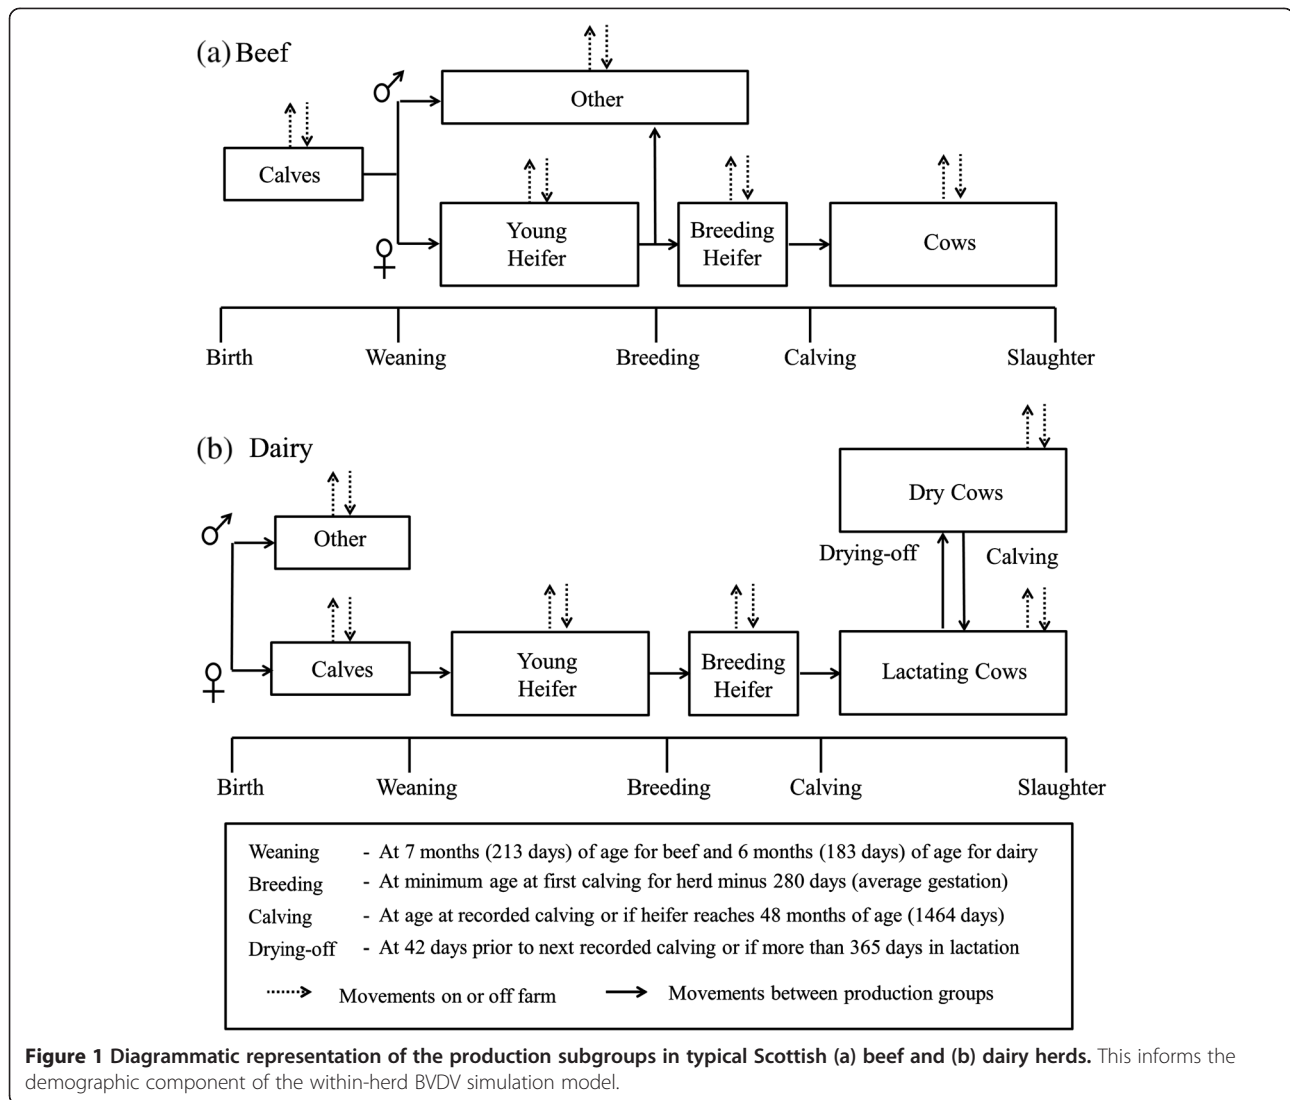 (a) Beef
♂
Other
Calves
Young
Heifer
Breeding
Heifer
Cows
♀
Birth
Weaning
Breeding
Calving
Slaughter
(b) Dairy
Dry Cows
♂
Other
Drying-off
Calving
♀
Calves
Young
Heifer
Breeding
Heifer
Lactating Cows
Birth
Weaning
Breeding
Calving
Slaughter
Weaning - At 7 months (213 days) of age for beef and 6 months (183 days) of age for dairy
Breeding - At minimum age at first calving for herd minus 280 days (average gestation)
Calving - At age at recorded calving or if heifer reaches 48 months of age (1464 days)
Drying-off - At 42 days prior to next recorded calving or if more than 365 days in lactation
Movements on or off farm
Movements between production groups
Figure 1 Diagrammatic representation of the production subgroups in typical Scottish (a) beef and (b) dairy herds. This informs the
demographic component of the within-herd BVDV simulation model.